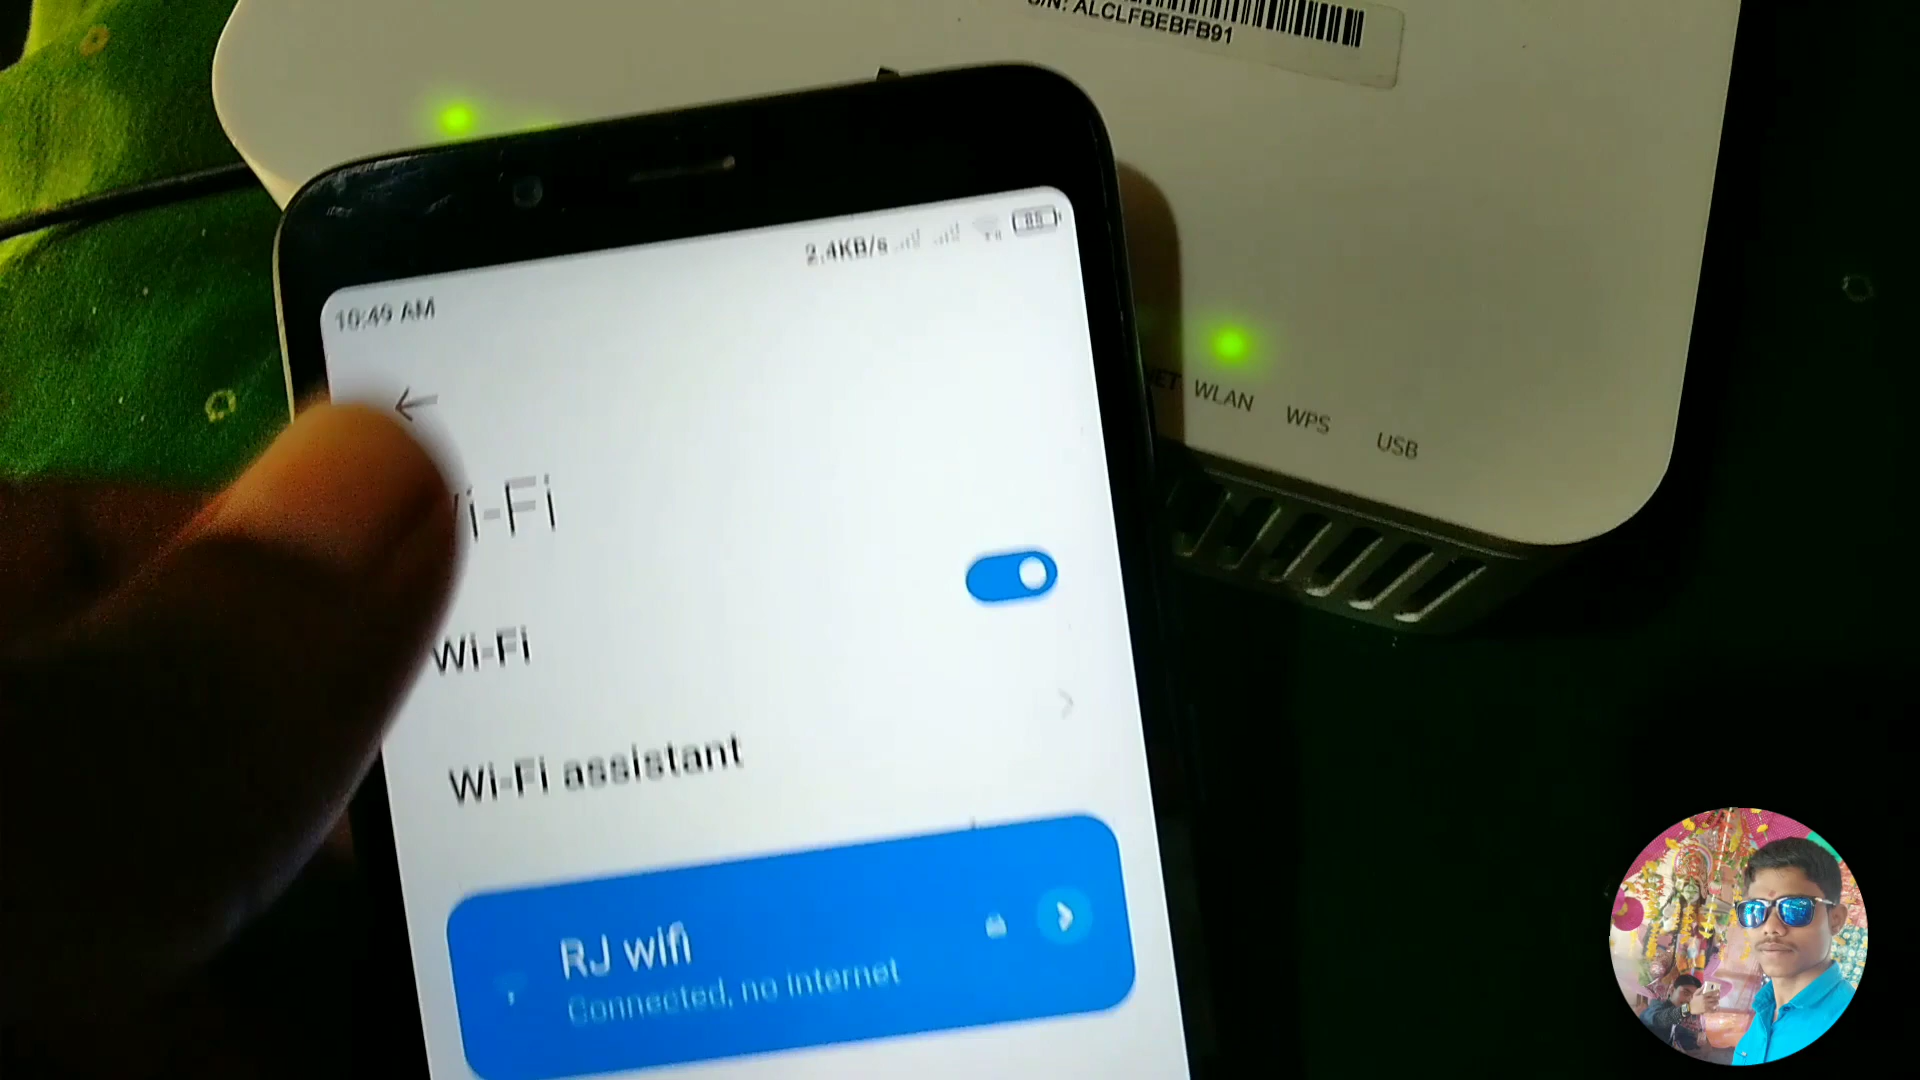 S/N: ALCLFBEBFB91
2.4KB/s
85
10:49 AM
Wi-Fi
WLAN
WPS
USB
Wi-Fi
Wi-Fi assistant
RJ wifi
Connected, no internet